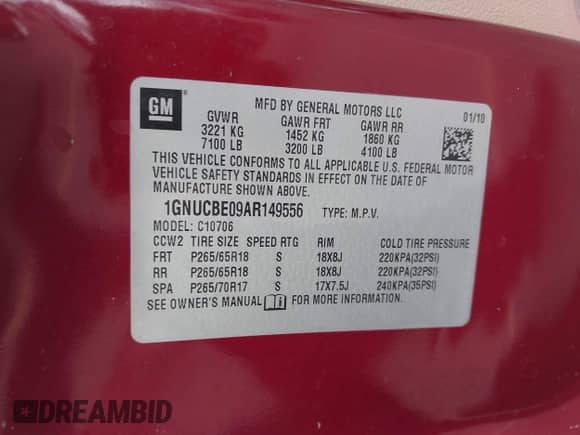 GM ®
MFD BY GENERAL MOTORS LLC 01/10
GVWR GAWR FRT GAWR RR
3221 KG 1452 KG 1860 KG
7100 LB 3200 LB 4100 LB
THIS VEHICLE CONFORMS TO ALL APPLICABLE U.S. FEDERAL MOTOR
VEHICLE SAFETY STANDARDS IN EFFECT ON THE DATE OF
MANUFACTURE SHOWN ABOVE.
1GNUCBE09AR149556 TYPE: M.P.V.
MODEL: C10706
CCW2 TIRE SIZE SPEED RTG RIM COLD TIRE PRESSURE
FRT P265/65R18 S 18X8J 220KPA(32PSI)
RR P265/65R18 S 18X8J 220KPA(32PSI)
SPA P265/70R17 S 17X7.5J 240KPA(35PSI)
SEE OWNER'S MANUAL FOR MORE INFORMATION.
DREAMBID